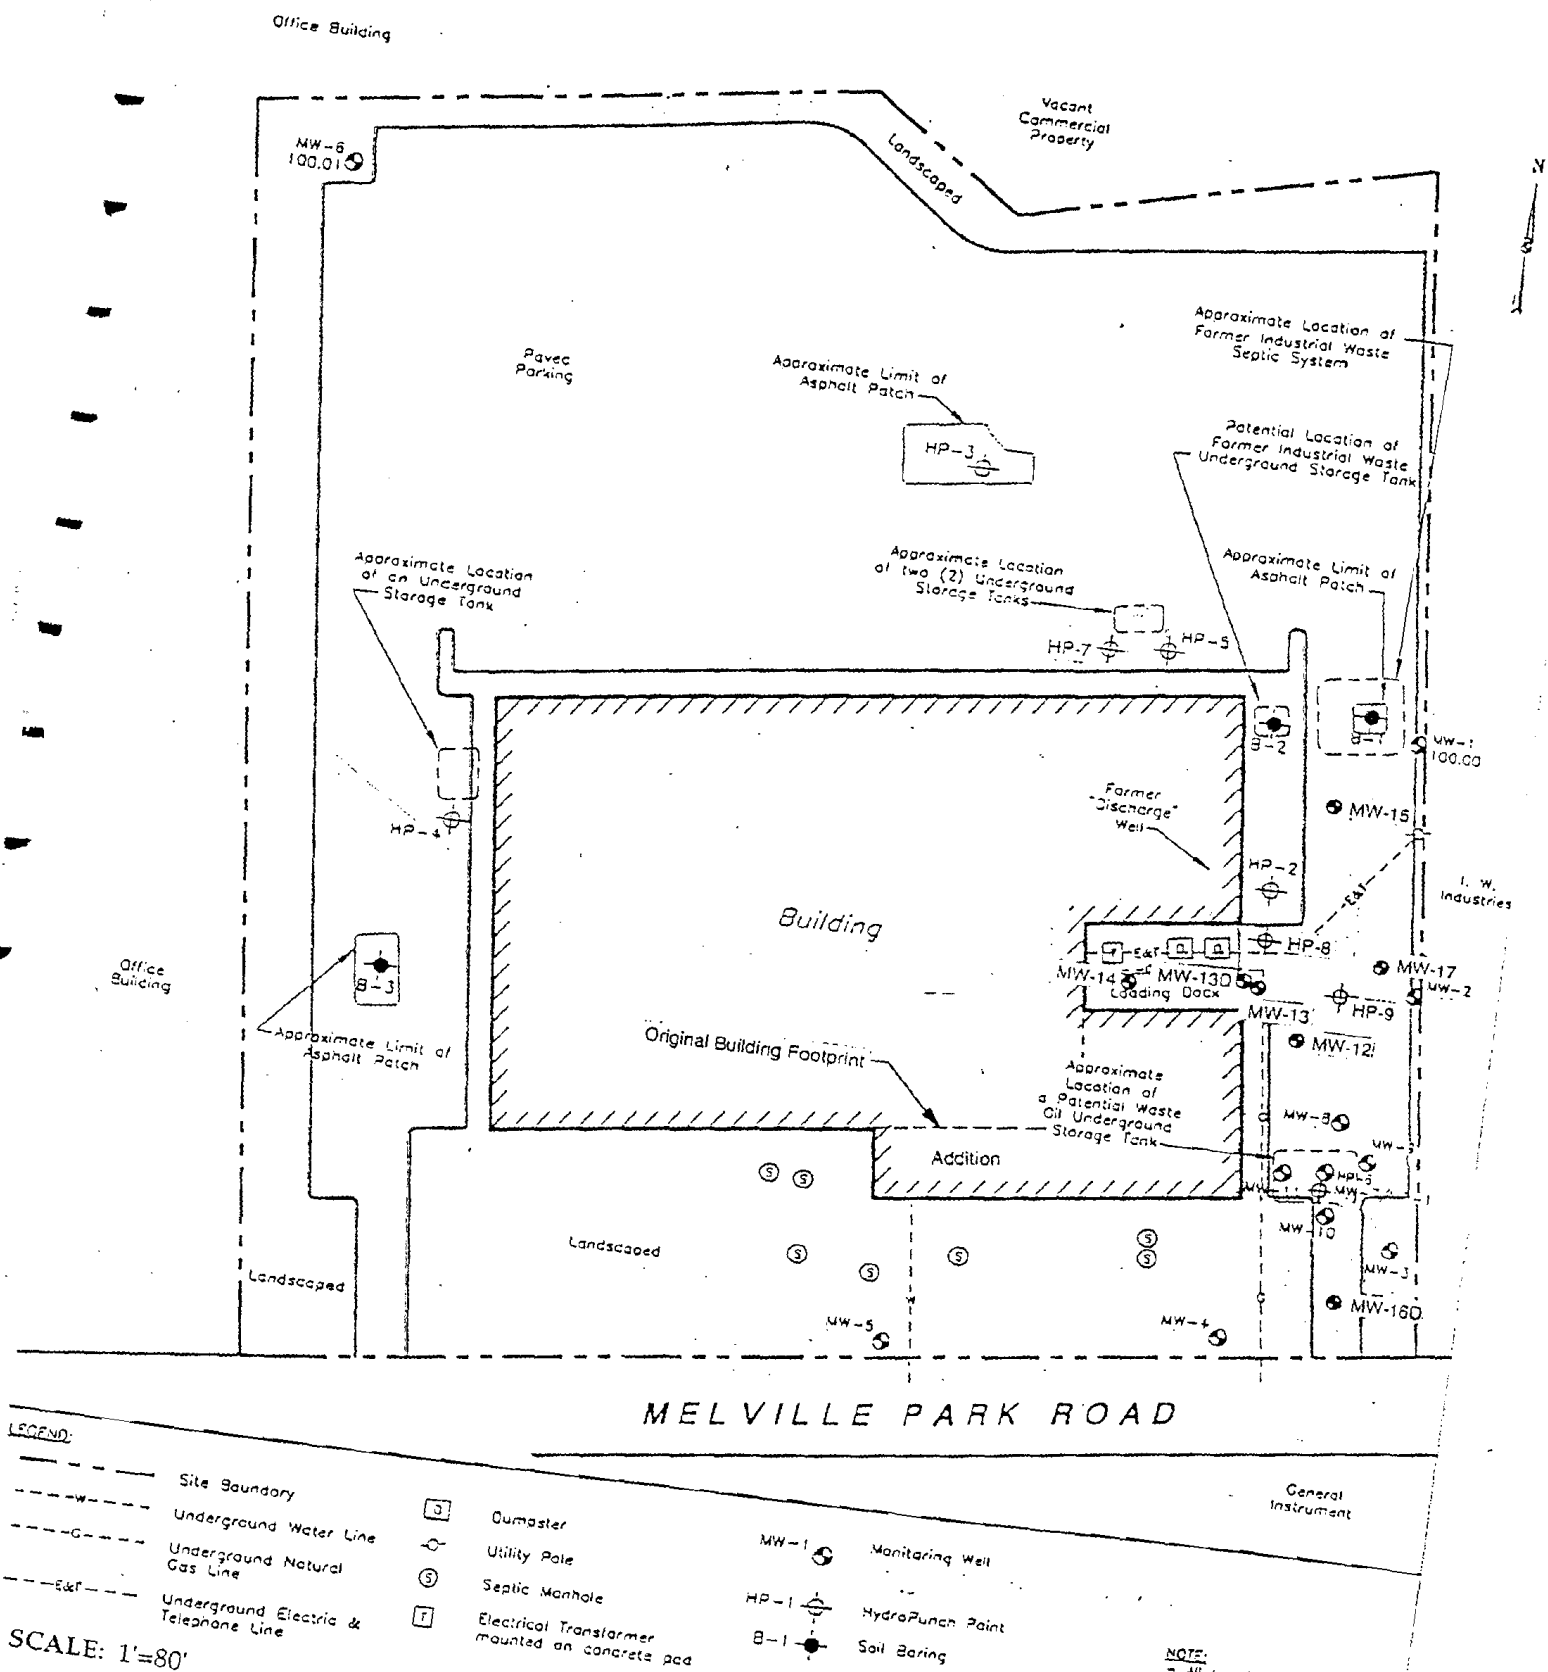 Office Building
Vacant
Commercial
Property
MW-6
100.01
Landscaped
N
Approximate Location of
Former Industrial Waste
Septic System
Paved
Parking
Approximate Limit of
Asphalt Patch
HP-3
Potential Location of
Former Industrial Waste
Underground Storage Tank
Approximate Location
of an Underground
Storage Tank
Approximate Location
of two (2) Underground
Storage Tanks
Approximate Limit of
Asphalt Patch
HP-7
HP-5
B-2
B-1
MW-1
100.00
Former
"Discharge"
Well
MW-15
HP-4
HP-2
E&T
I. W.
Industries
Building
HP-8
E&T
MW-14
MW-13D
MW-17
MW-2
Loading Dock
Office
Building
B-3
HP-9
MW-13
MW-12
Approximate Limit of
Asphalt Patch
Original Building Footprint
Approximate
Location of
a Potential Waste
Oil Underground
Storage Tank
MW-8
G
Addition
S
S
MW-10
Landscaped
S
S
S
S
S
MW-3
Landscaped
W
G
MW-16D
MW-5
MW-4
MELVILLE PARK ROAD
LEGEND:
Site Boundary
W
Underground Water Line
G
Underground Natural
Gas Line
E&T
Underground Electric &
Telephone Line
D
Dumpster
Utility Pole
S
Septic Manhole
T
Electrical Transformer
mounted on concrete pad
MW-1
Monitoring Well
HP-1
HydroPunch Point
B-1
Soil Boring
General
Instrument
SCALE: 1'=80'
NOTE: